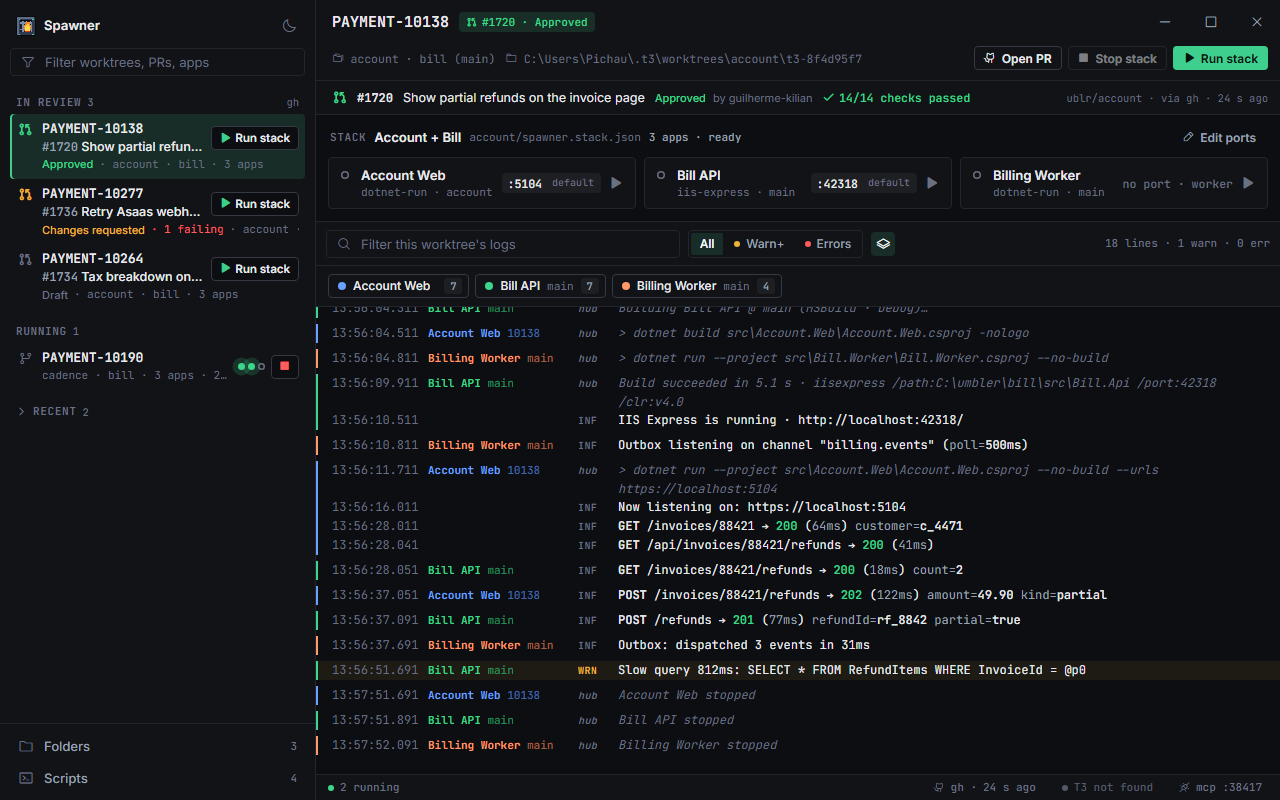 Spawner
Filter worktrees, PRs, apps
IN REVIEW 3 gh
PAYMENT-10138
#1720 Show partial refun...
Run stack
Approved · account · bill · 3 apps
PAYMENT-10277
#1736 Retry Asaas webh...
Run stack
Changes requested · 1 failing · account ·
PAYMENT-10264
#1734 Tax breakdown on...
Run stack
Draft · account · bill · 3 apps
RUNNING 1
PAYMENT-10190
cadence · bill · 3 apps · 2...
RECENT 2
Folders 3
Scripts 4
PAYMENT-10138 #1720 · Approved
account · bill (main) C:\Users\Pichau\.t3\worktrees\account\t3-8f4d95f7
Open PR Stop stack Run stack
#1720 Show partial refunds on the invoice page Approved by guilherme-kilian 14/14 checks passed ublr/account · via gh · 24 s ago
STACK Account + Bill account/spawner.stack.json 3 apps · ready Edit ports
Account Web
dotnet-run · account
:5104 default
Bill API
iis-express · main
:42318 default
Billing Worker
dotnet-run · main
no port · worker
Filter this worktree's logs
All Warn+ Errors
18 lines · 1 warn · 0 err
Account Web 7 Bill API main 7 Billing Worker main 4
13:56:04.311 Bill API main hub Building Bill API @ main (MSBuild · Debug)…
13:56:04.511 Account Web 10138 hub > dotnet build src\Account.Web\Account.Web.csproj -nologo
13:56:04.811 Billing Worker main hub > dotnet run --project src\Bill.Worker\Bill.Worker.csproj --no-build
13:56:09.911 Bill API main hub Build succeeded in 5.1 s · iisexpress /path:C:\umbler\bill\src\Bill.Api /port:42318
/clr:v4.0
13:56:10.511 INF IIS Express is running · http://localhost:42318/
13:56:10.811 Billing Worker main INF Outbox listening on channel "billing.events" (poll=500ms)
13:56:11.711 Account Web 10138 hub > dotnet run --project src\Account.Web\Account.Web.csproj --no-build --urls
https://localhost:5104
13:56:16.011 INF Now listening on: https://localhost:5104
13:56:28.011 INF GET /invoices/88421 → 200 (64ms) customer=c_4471
13:56:28.041 INF GET /api/invoices/88421/refunds → 200 (41ms)
13:56:28.051 Bill API main INF GET /invoices/88421/refunds → 200 (18ms) count=2
13:56:37.051 Account Web 10138 INF POST /invoices/88421/refunds → 202 (122ms) amount=49.90 kind=partial
13:56:37.091 Bill API main INF POST /refunds → 201 (77ms) refundId=rf_8842 partial=true
13:56:37.691 Billing Worker main INF Outbox: dispatched 3 events in 31ms
13:56:51.691 Bill API main WRN Slow query 812ms: SELECT * FROM RefundItems WHERE InvoiceId = @p0
13:57:51.691 Account Web 10138 hub Account Web stopped
13:57:51.891 Bill API main hub Bill API stopped
13:57:52.091 Billing Worker main hub Billing Worker stopped
2 running
gh · 24 s ago T3 not found mcp :38417